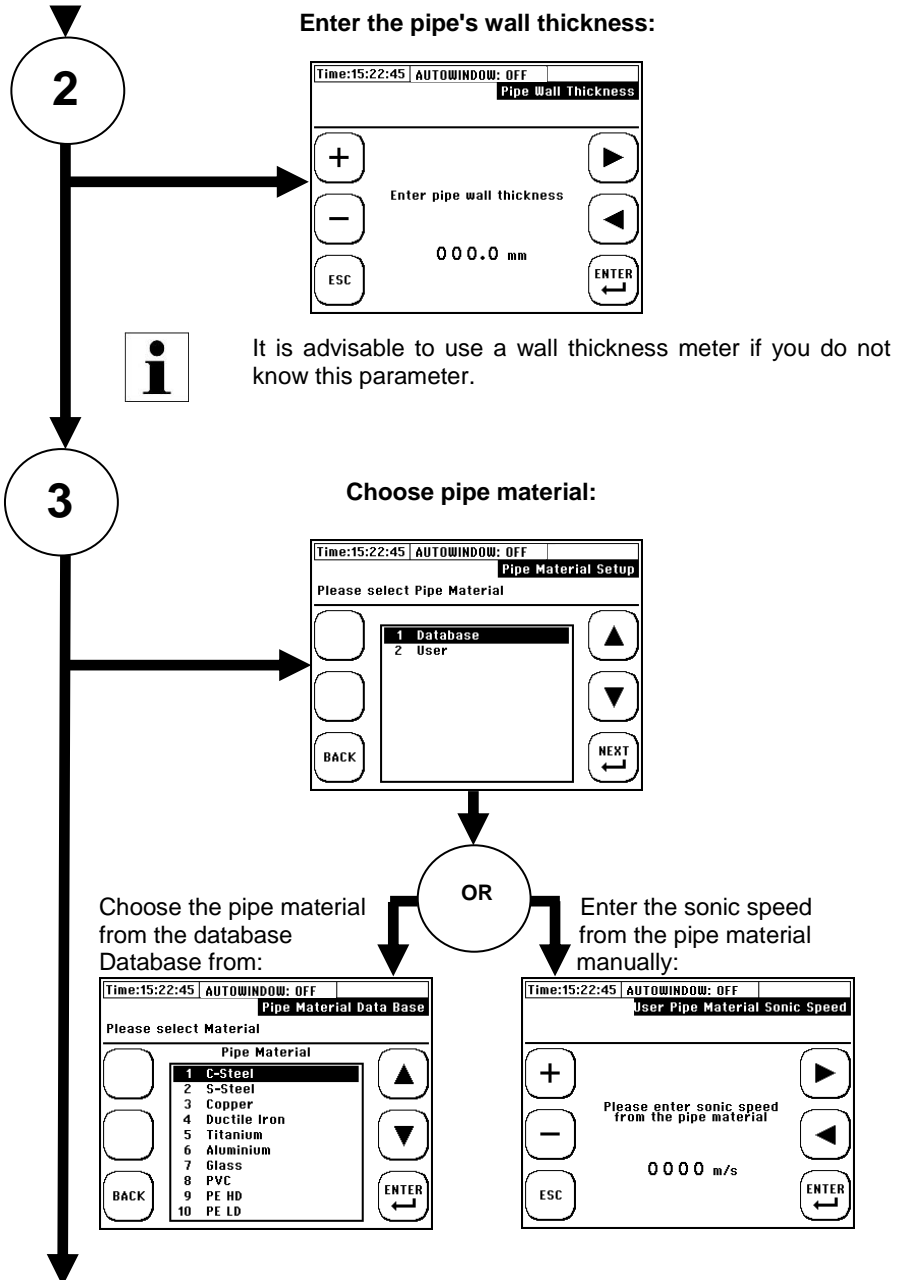 Enter the pipe's wall thickness:
2
Time:15:22:45 AUTOWINDOW: OFF
Pipe Wall Thickness
+
Enter pipe wall thickness
−
000.0 mm
ESC
ENTER
i
It is advisable to use a wall thickness meter if you do not
know this parameter.
3
Choose pipe material:
Time:15:22:45 AUTOWINDOW: OFF
Pipe Material Setup
Please select Pipe Material
1 Database
2 User
BACK
NEXT
OR
Choose the pipe material
from the database
Database from:
Enter the sonic speed
from the pipe material
manually:
Time:15:22:45 AUTOWINDOW: OFF
Pipe Material Data Base
Please select Material
Pipe Material
1 C-Steel
2 S-Steel
3 Copper
4 Ductile Iron
5 Titanium
6 Aluminium
7 Glass
8 PVC
9 PE HD
10 PE LD
BACK
ENTER
Time:15:22:45 AUTOWINDOW: OFF
User Pipe Material Sonic Speed
+
Please enter sonic speed
from the pipe material
−
0000 m/s
ESC
ENTER